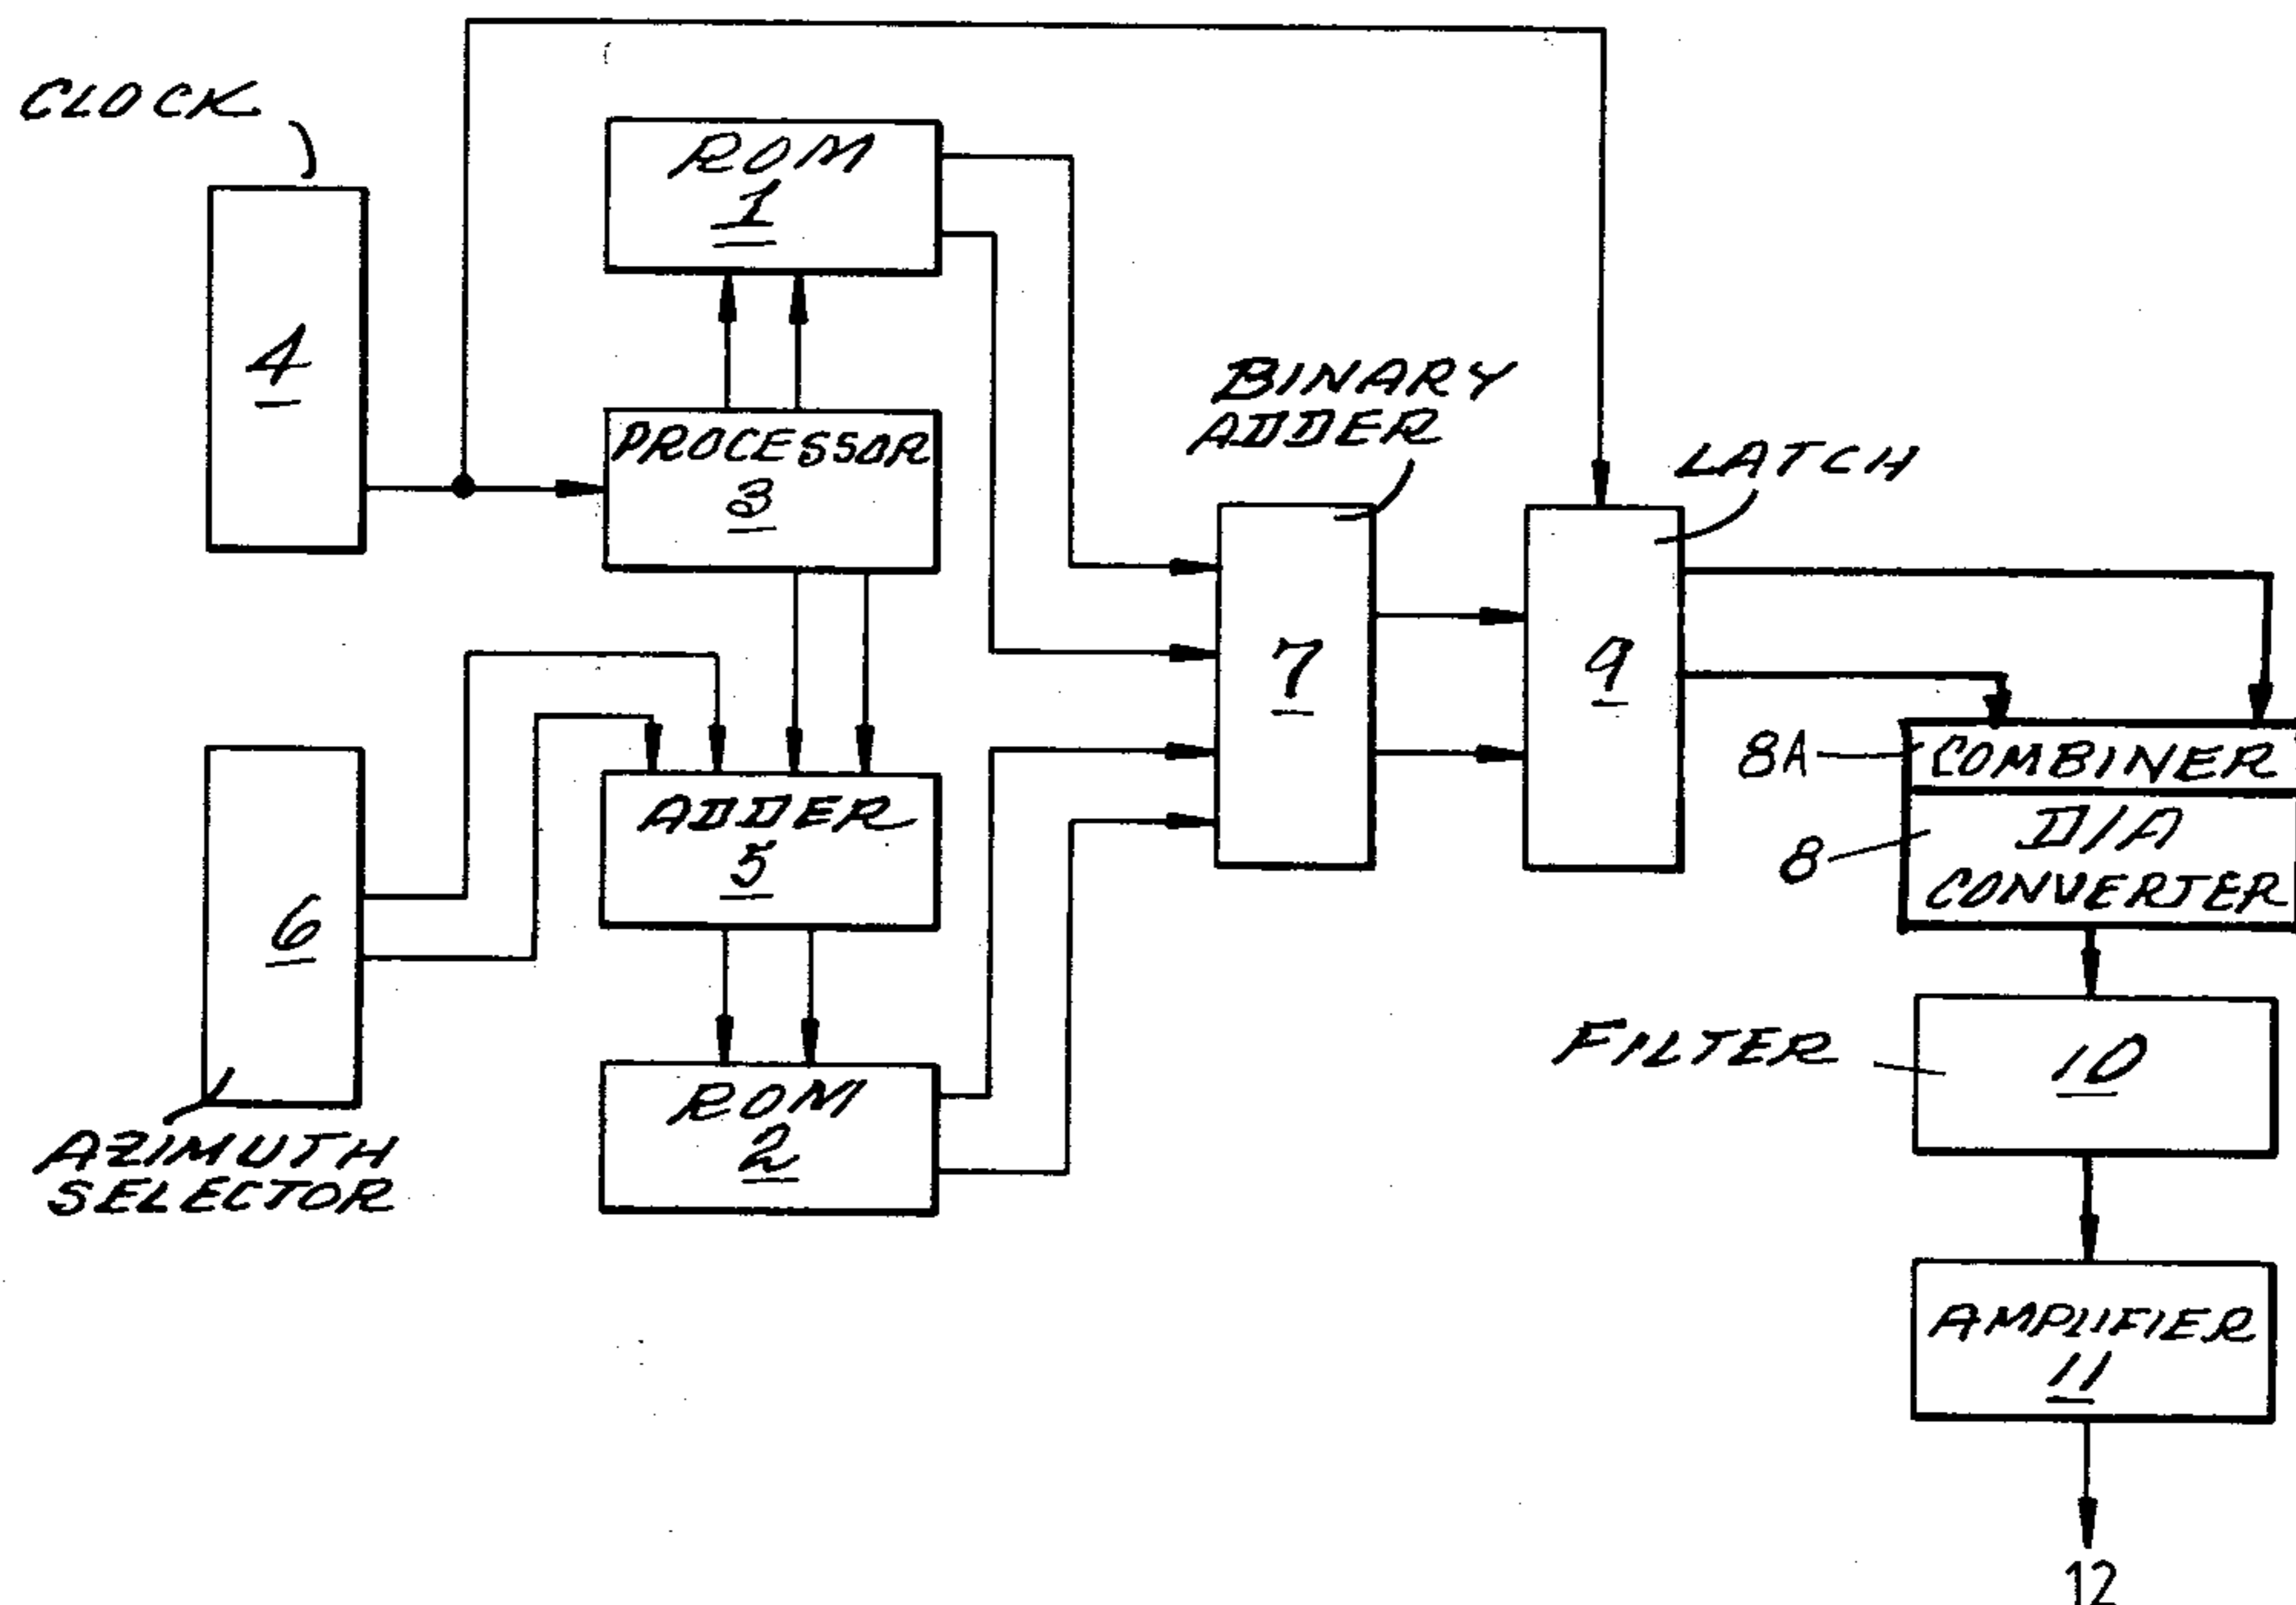 CLOCK
ROM
1
4
PROCESSOR
3
BINARY
ADDER
LATCH
7
9
ADDER
5
6
8A
COMBINER
8
D/A
CONVERTER
AZIMUTH
SELECTOR
ROM
2
FILTER
10
AMPLIFIER
11
12